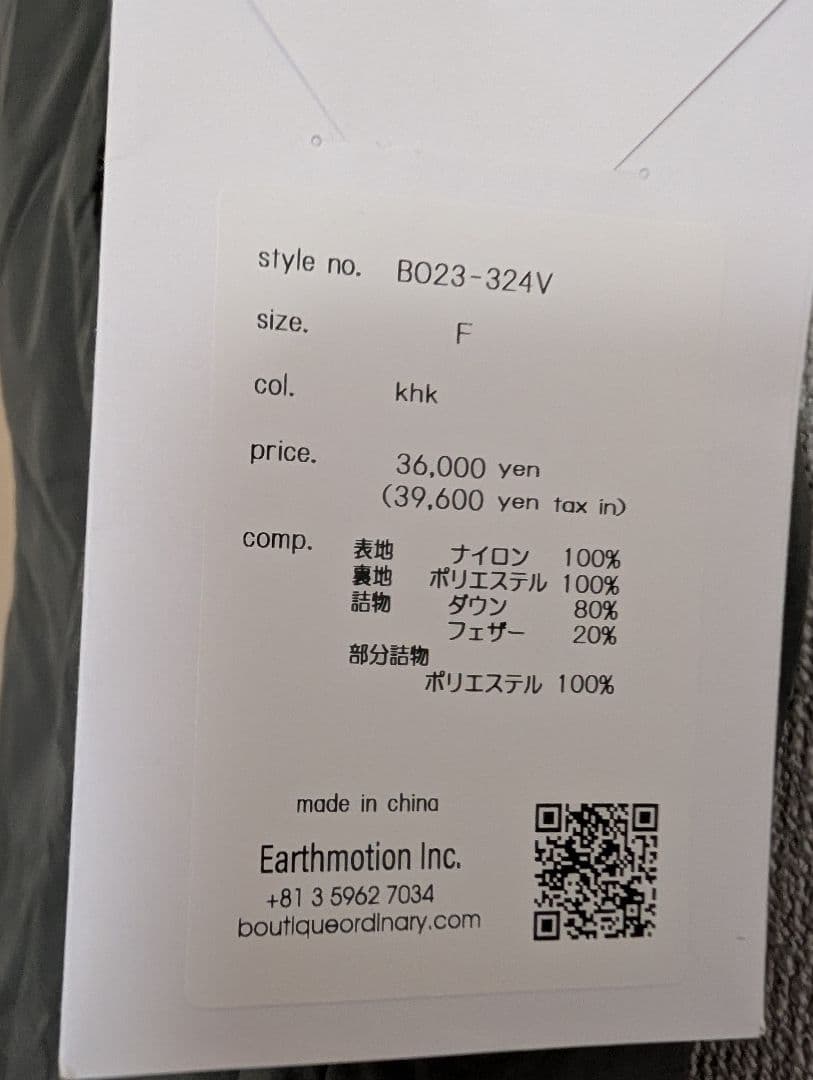 style no. BO23-324V
size. F
col. khk
price. 36,000 yen
(39,600 yen tax in)
comp. 表地 ナイロン 100%
裏地 ポリエステル 100%
詰物 ダウン 80%
フェザー 20%
部分詰物
ポリエステル 100%
made in china
Earthmotion Inc.
+81 3 5962 7034
boutiqueordinary.com